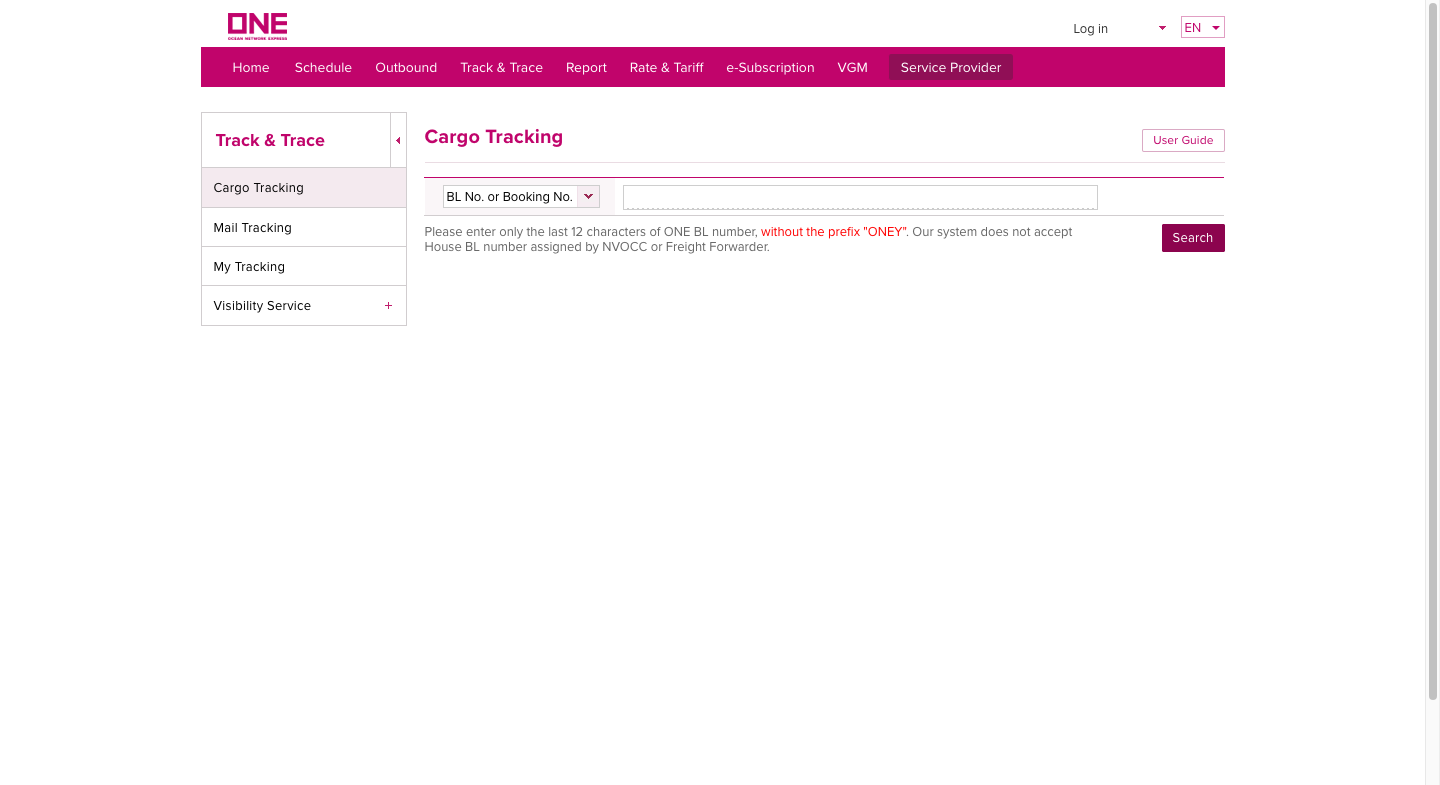 ONE
OCEAN NETWORK EXPRESS
Log in
EN
Home Schedule Outbound Track & Trace Report Rate & Tariff e-Subscription VGM Service Provider
Track & Trace
Cargo Tracking
Mail Tracking
My Tracking
Visibility Service +
Cargo Tracking
User Guide
BL No. or Booking No.
Please enter only the last 12 characters of ONE BL number, without the prefix "ONEY". Our system does not accept
House BL number assigned by NVOCC or Freight Forwarder.
Search